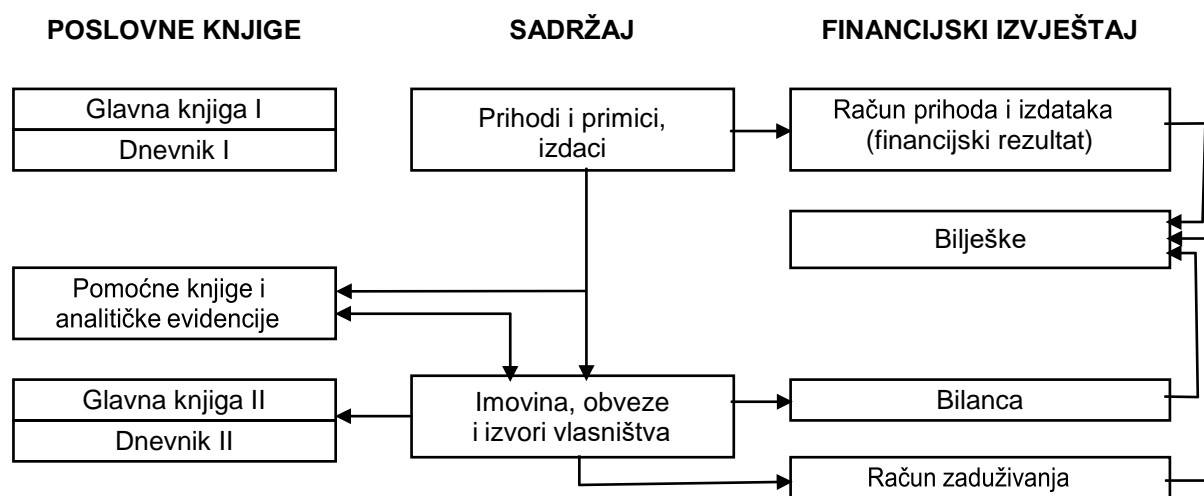 POSLOVNE KNJIGE
SADRŽAJ
FINANCIJSKI IZVJEŠTAJ
Glavna knjiga I
Dnevnik I
Prihodi i primici,
izdaci
Račun prihoda i izdataka
(financijski rezultat)
Bilješke
Pomoćne knjige i
analitičke evidencije
Glavna knjiga II
Dnevnik II
Imovina, obveze
i izvori vlasništva
Bilanca
Račun zaduživanja